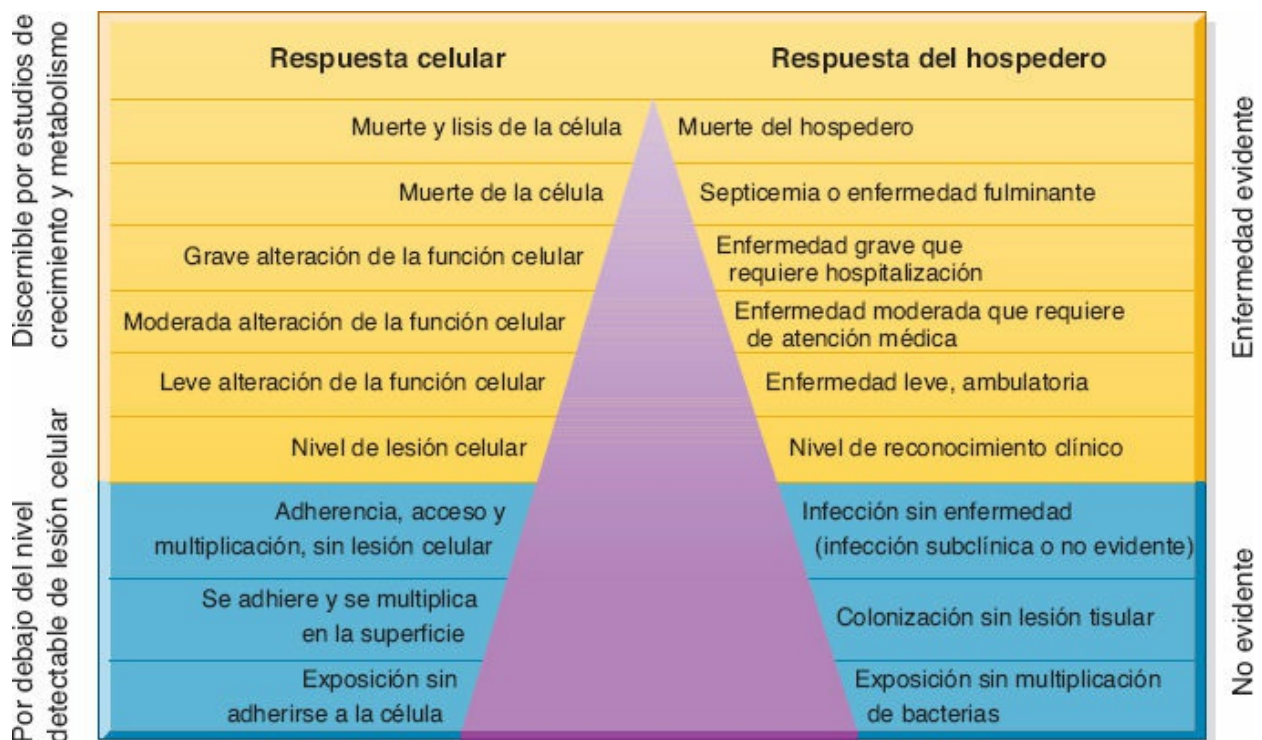 Discernible por estudios de
crecimiento y metabolismo
Por debajo del nivel
detectable de lesión celular
Respuesta celular
Respuesta del hospedero
Muerte y lisis de la célula
Muerte del hospedero
Muerte de la célula
Septicemia o enfermedad fulminante
Grave alteración de la función celular
Enfermedad grave que
requiere hospitalización
Moderada alteración de la función celular
Enfermedad moderada que requiere
de atención médica
Leve alteración de la función celular
Enfermedad leve, ambulatoria
Nivel de lesión celular
Nivel de reconocimiento clínico
Adherencia, acceso y
multiplicación, sin lesión celular
Infección sin enfermedad
(infección subclínica o no evidente)
Se adhiere y se multiplica
en la superficie
Colonización sin lesión tisular
Exposición sin
adherirse a la célula
Exposición sin multiplicación
de bacterias
Enfermedad evidente
No evidente